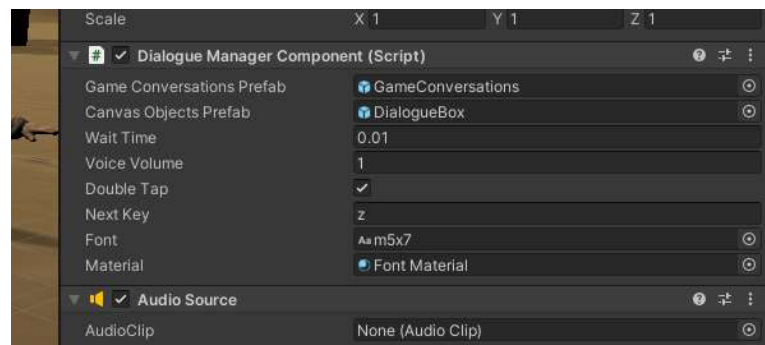 Scale X 1 Y 1 Z 1
# Dialogue Manager Component (Script)
Game Conversations Prefab GameConversations
Canvas Objects Prefab DialogueBox
Wait Time 0.01
Voice Volume 1
Double Tap
Next Key z
Font Aa m5x7
Material Font Material
Audio Source
AudioClip None (Audio Clip)